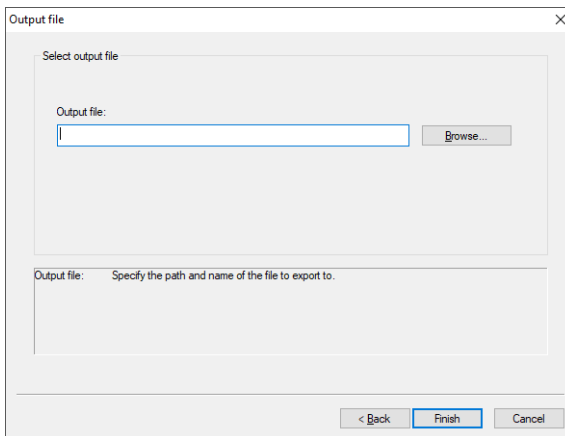 Output file
Select output file
Output file:
Browse...
Output file: Specify the path and name of the file to export to.
< Back Finish Cancel